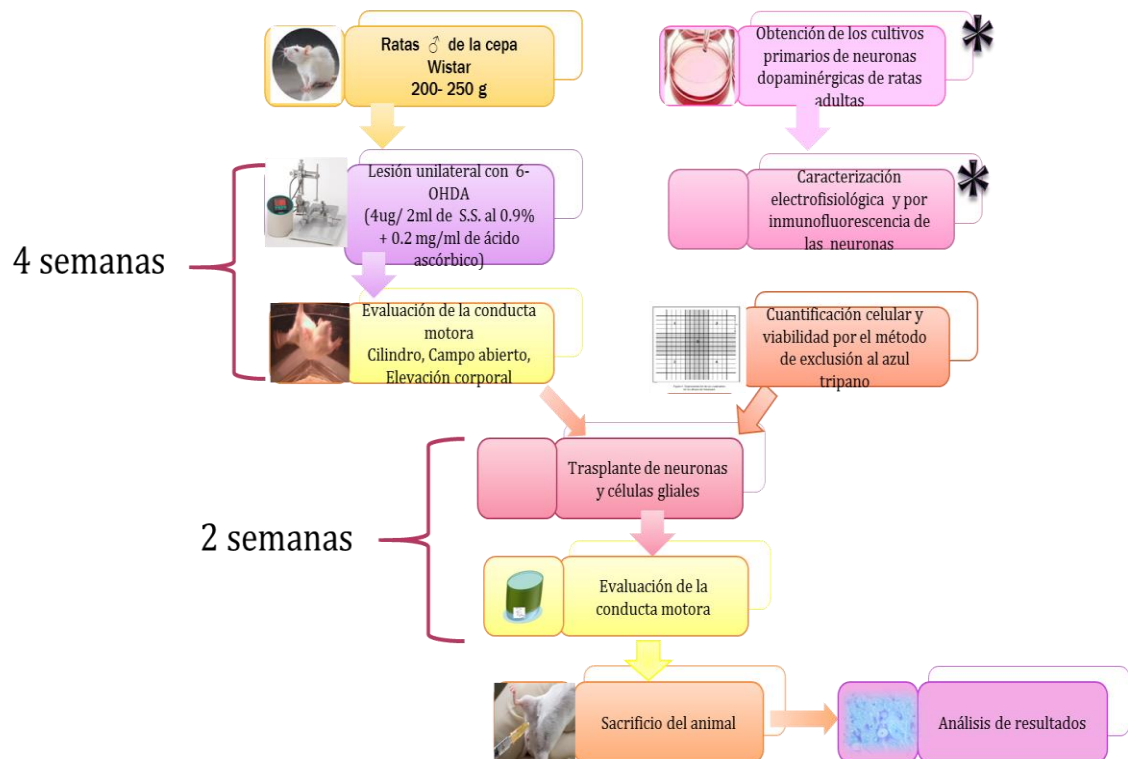 Ratas ♂ de la cepa
Wistar
200- 250 g
Obtención de los cultivos
primarios de neuronas
dopaminérgicas de ratas
adultas
*
4 semanas
Lesión unilateral con 6-
OHDA
(4ug/ 2ml de S.S. al 0.9%
+ 0.2 mg/ml de ácido
ascórbico)
Caracterización
electrofisiológica y por
inmunofluorescencia de
las neuronas
*
Evaluación de la conducta
motora
Cilindro, Campo abierto,
Elevación corporal
Cuantificación celular y
viabilidad por el método
de exclusión al azul
tripano
2 semanas
Trasplante de neuronas
y células gliales
Evaluación de la
conducta motora
Sacrificio del animal
Análisis de resultados